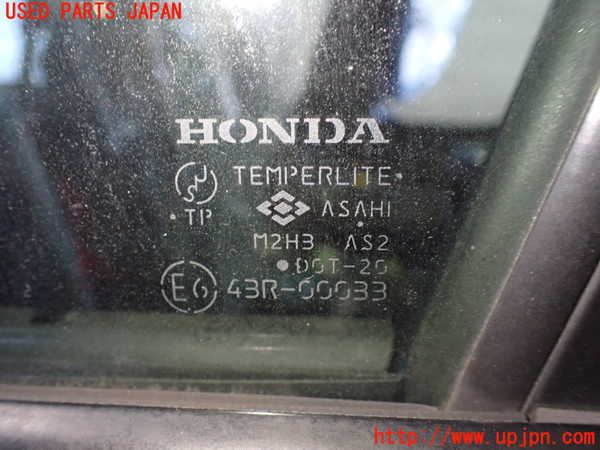 USED PARTS JAPAN
HONDA
TEMPERLITE
TP ASAHI
M2H3 AS2
DOT-20
E6 43R-00033
http://www.upjpn.com/